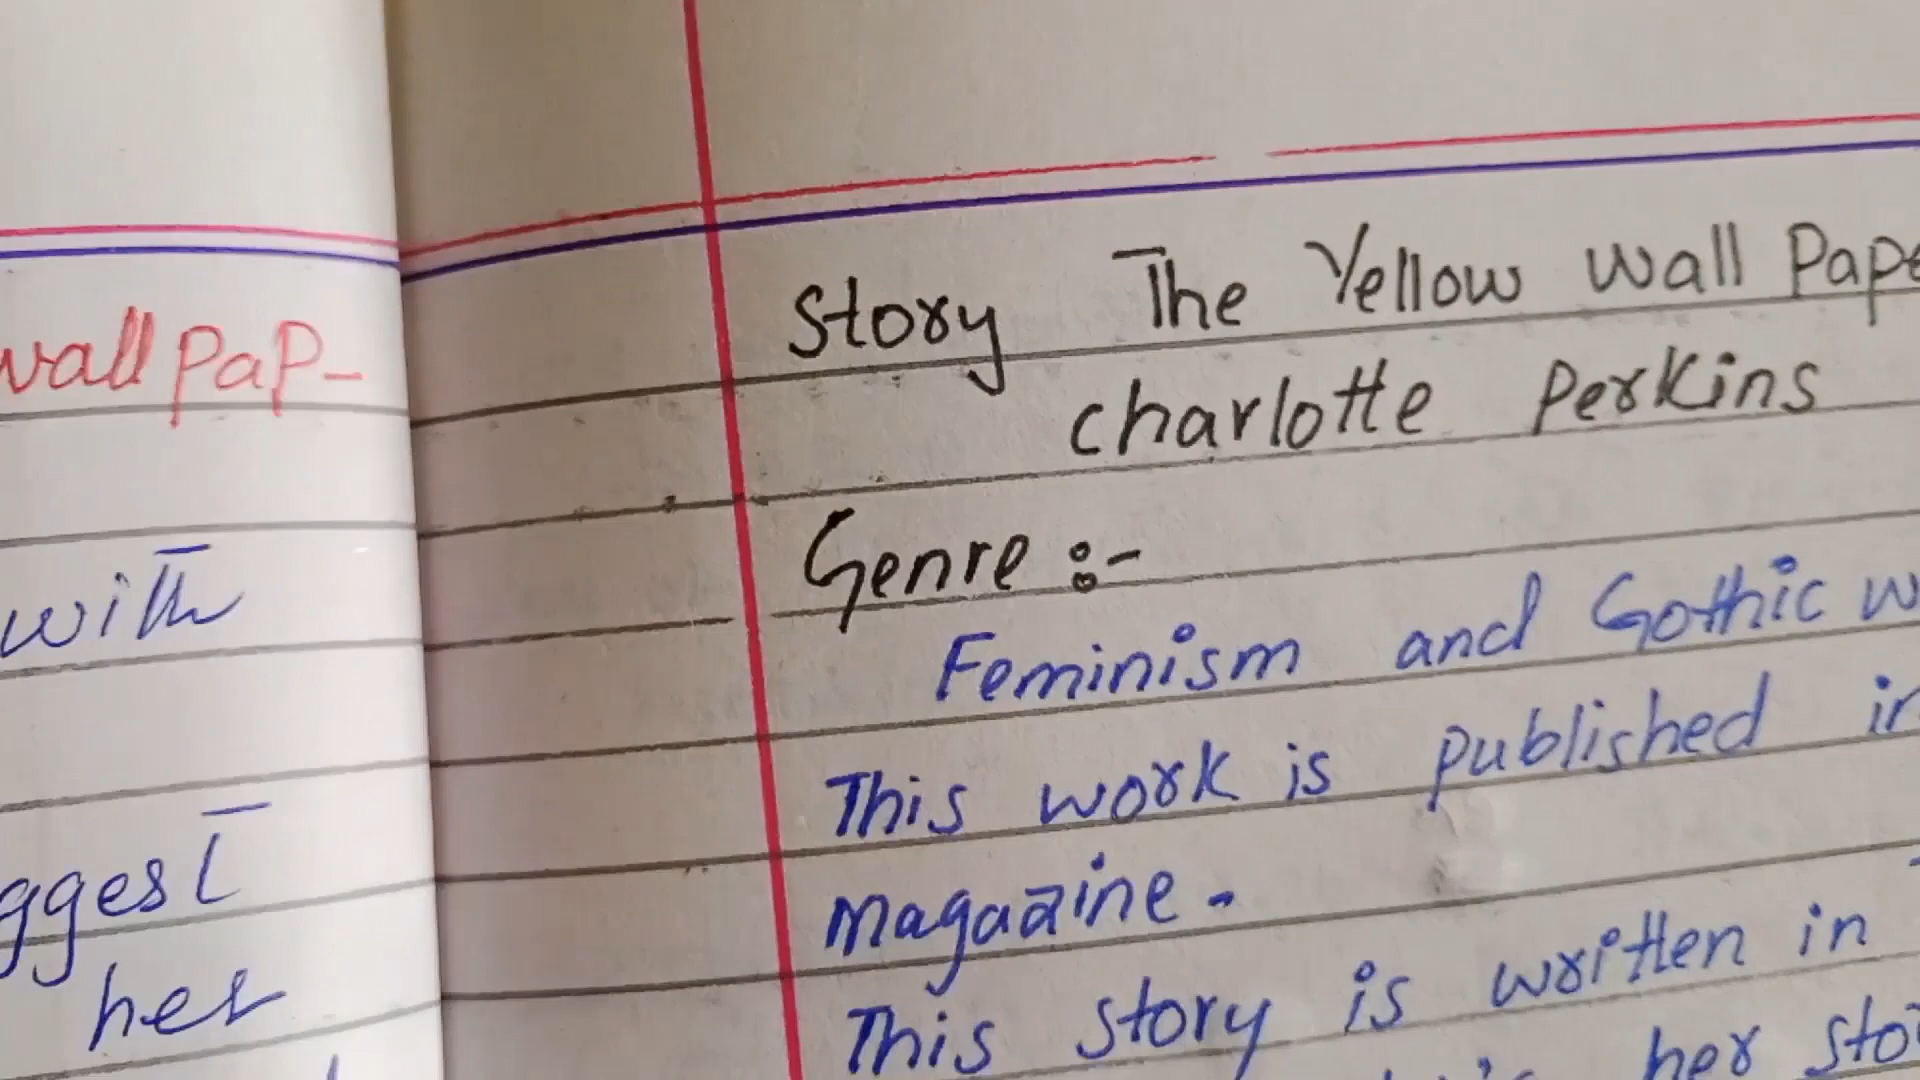 wall pap-
with
ggest
her
Story The Yellow Wall Pape
Charlotte Perkins
Genre :-
Feminism and Gothic w
This work is published in
magazine.
This story is written in
her sto